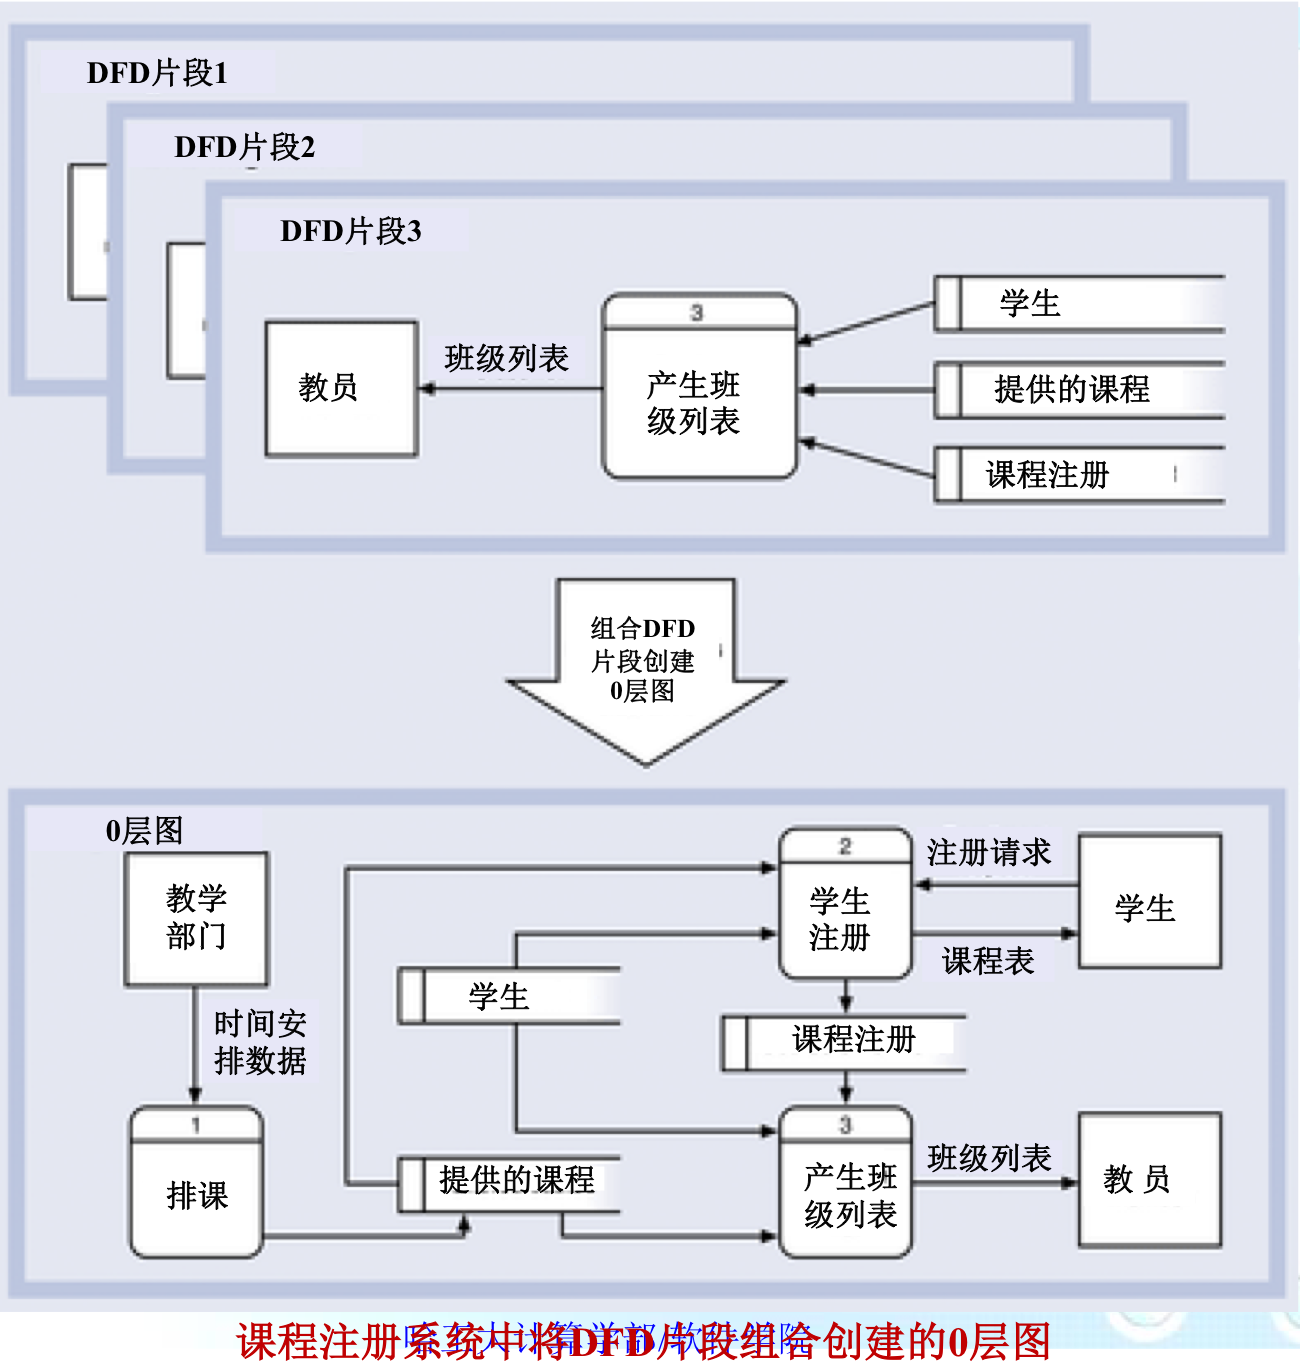 DFD片段1
DFD片段2
DFD片段3
教员
班级列表
3
产生班
级列表
学生
提供的课程
课程注册
组合DFD
片段创建
0层图
0层图
教学
部门
时间安
排数据
1
排课
学生
提供的课程
2
学生
注册
注册请求
课程表
学生
课程注册
3
产生班
级列表
班级列表
教 员
课程注册系统中将DFD片段组合创建的0层图